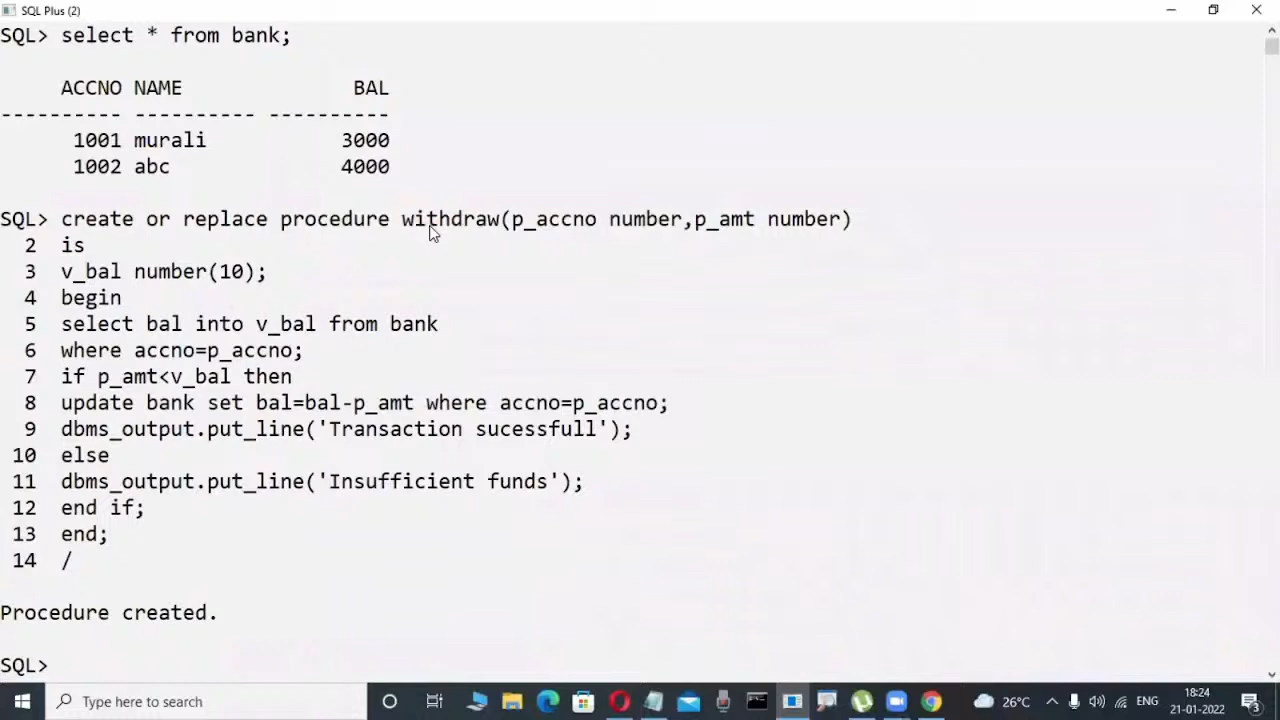 SQL Plus (2)
SQL> select * from bank;
ACCNO NAME BAL
---------- ---------- ----------
1001 murali 3000
1002 abc 4000
SQL> create or replace procedure withdraw(p_accno number,p_amt number)
2 is
3 v_bal number(10);
4 begin
5 select bal into v_bal from bank
6 where accno=p_accno;
7 if p_amt<v_bal then
8 update bank set bal=bal-p_amt where accno=p_accno;
9 dbms_output.put_line('Transaction sucessfull');
10 else
11 dbms_output.put_line('Insufficient funds');
12 end if;
13 end;
14 /
Procedure created.
SQL>
Type here to search
26°C
ENG
18:24
21-01-2022
3